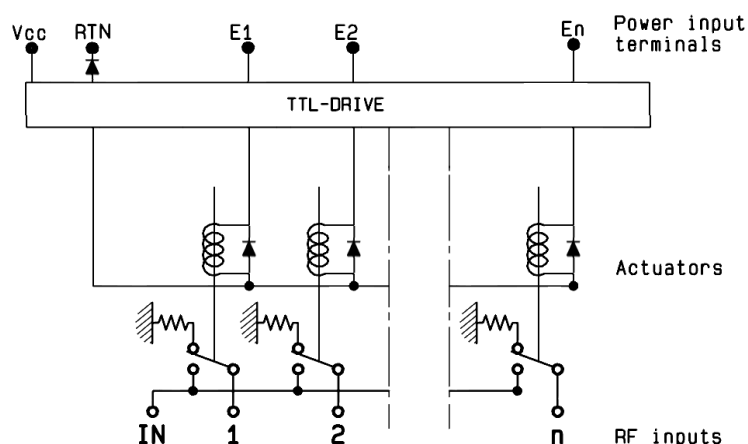 Vcc RTN E1 E2 En Power input
terminals
TTL-DRIVE
Actuators
IN 1 2 n RF inputs